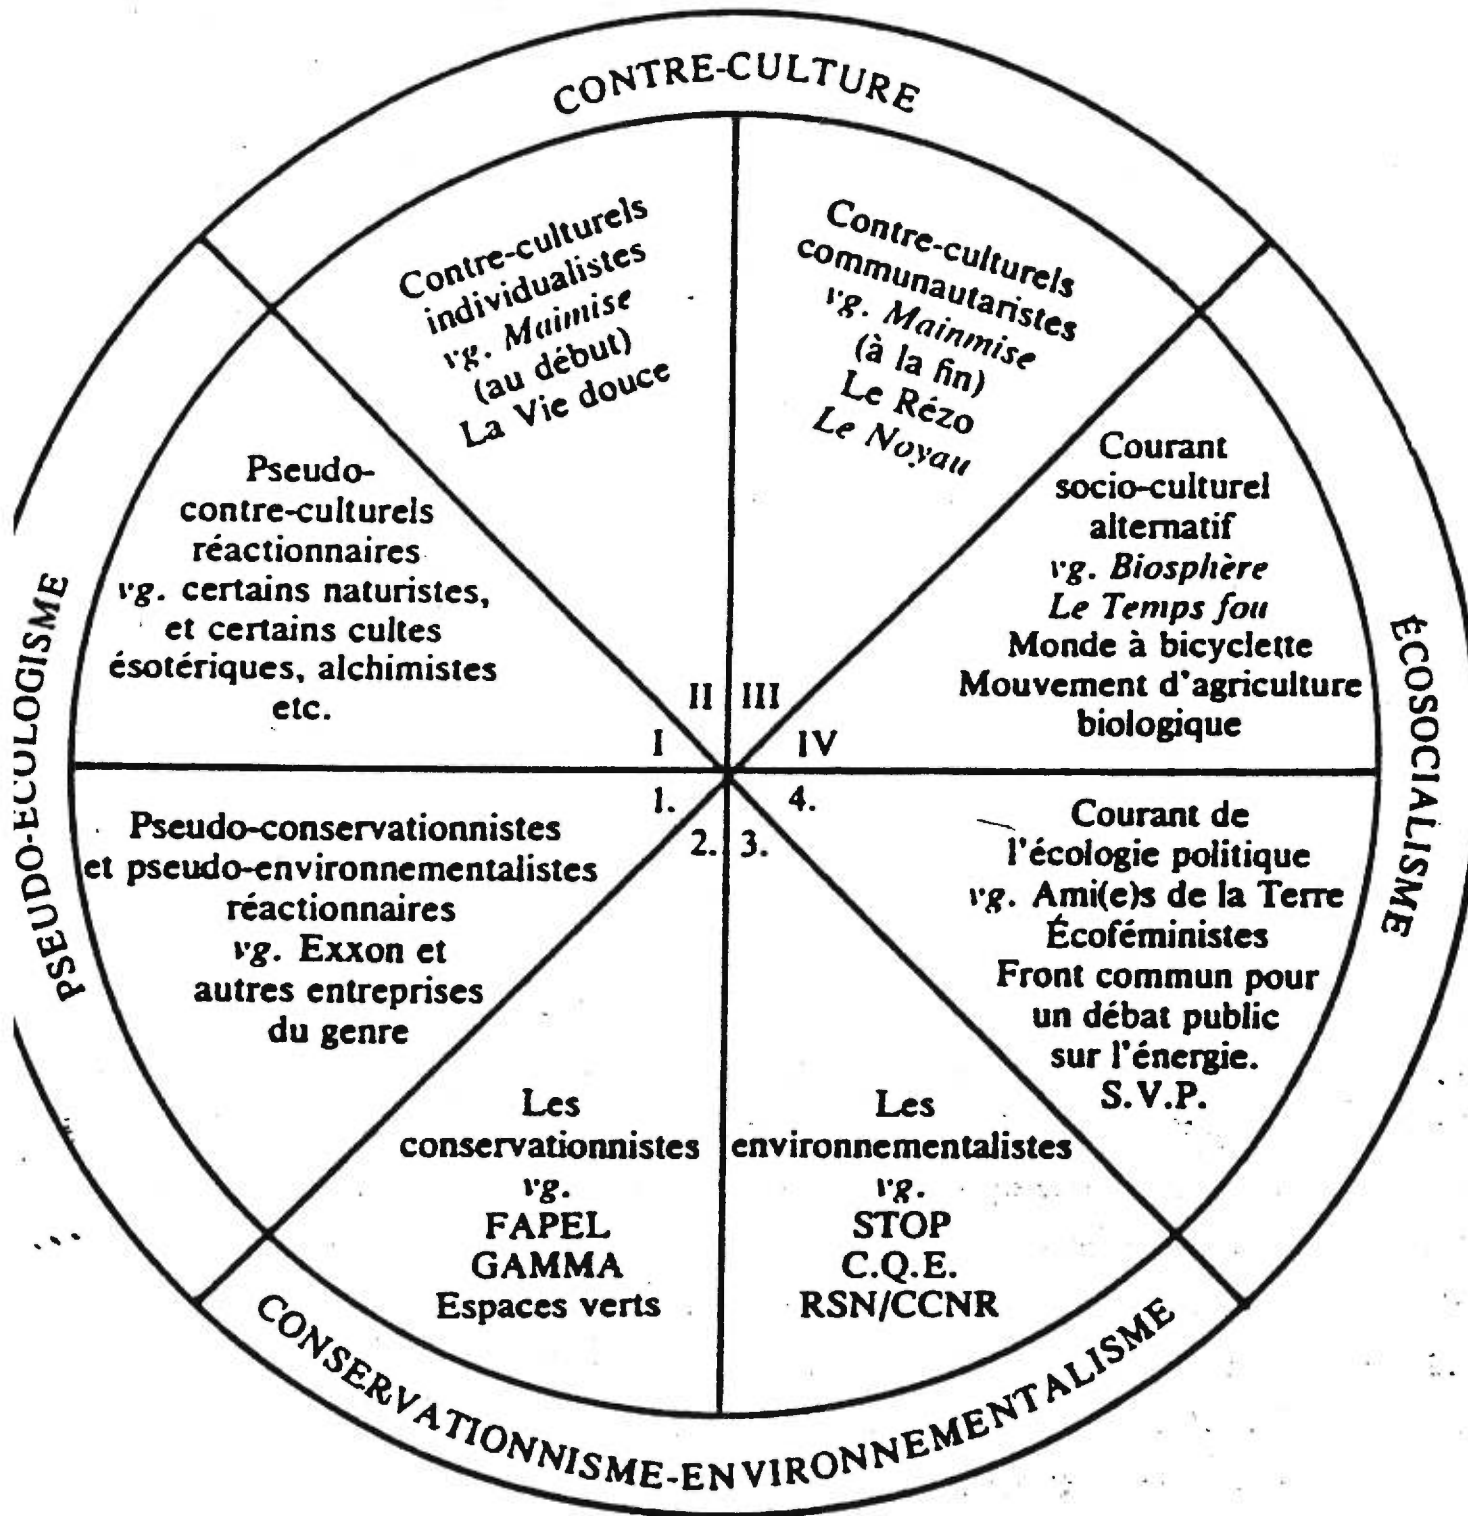 CONTRE-CULTURE
Contre-culturels
individualistes
vg. Maimise
(au début)
La Vie douce
Contre-culturels
communautaristes
vg. Mainmise
(à la fin)
Le Rézo
Le Noyau
Pseudo-
contre-culturels
réactionnaires
vg. certains naturistes,
et certains cultes
ésotériques, alchimistes
etc.
Courant
socio-culturel
alternatif
vg. Biosphère
Le Temps fou
Monde à bicyclette
Mouvement d'agriculture
biologique
II III
I IV
1. 4.
2. 3.
PSEUDO-ECOLOGISME
ÉCOSOCIALISME
Pseudo-conservationnistes
et pseudo-environnementalistes
réactionnaires
vg. Exxon et
autres entreprises
du genre
Courant de
l'écologie politique
vg. Ami(e)s de la Terre
Écoféministes
Front commun pour
un débat public
sur l'énergie.
S.V.P.
Les
conservationnistes
vg.
FAPEL
GAMMA
Espaces verts
Les
environnementalistes
vg.
STOP
C.Q.E.
RSN/CCNR
CONSERVATIONNISME-ENVIRONNEMENTALISME